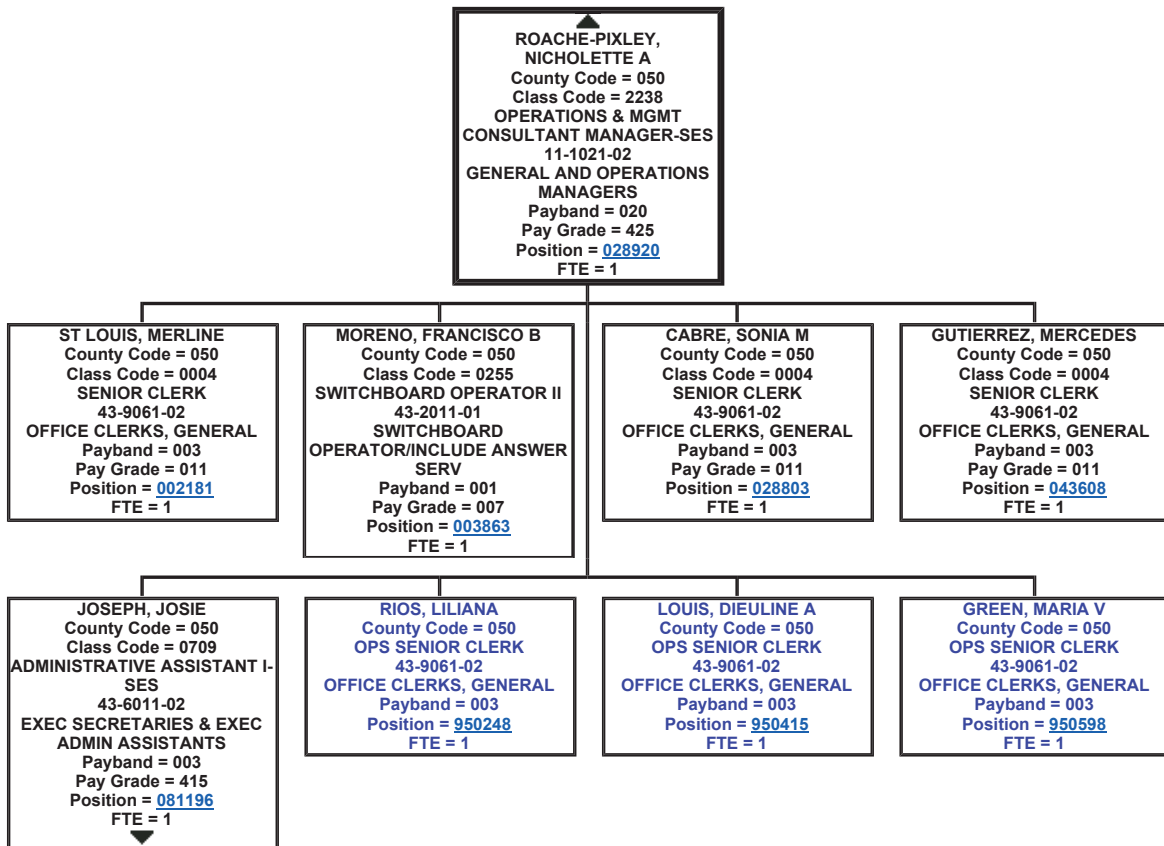 ROACHE-PIXLEY,
NICHOLETTE A
County Code = 050
Class Code = 2238
OPERATIONS & MGMT
CONSULTANT MANAGER-SES
11-1021-02
GENERAL AND OPERATIONS
MANAGERS
Payband = 020
Pay Grade = 425
Position = 028920
FTE = 1
ST LOUIS, MERLINE
County Code = 050
Class Code = 0004
SENIOR CLERK
43-9061-02
OFFICE CLERKS, GENERAL
Payband = 003
Pay Grade = 011
Position = 002181
FTE = 1
MORENO, FRANCISCO B
County Code = 050
Class Code = 0255
SWITCHBOARD OPERATOR II
43-2011-01
SWITCHBOARD
OPERATOR/INCLUDE ANSWER
SERV
Payband = 001
Pay Grade = 007
Position = 003863
FTE = 1
CABRE, SONIA M
County Code = 050
Class Code = 0004
SENIOR CLERK
43-9061-02
OFFICE CLERKS, GENERAL
Payband = 003
Pay Grade = 011
Position = 028803
FTE = 1
GUTIERREZ, MERCEDES
County Code = 050
Class Code = 0004
SENIOR CLERK
43-9061-02
OFFICE CLERKS, GENERAL
Payband = 003
Pay Grade = 011
Position = 043608
FTE = 1
JOSEPH, JOSIE
County Code = 050
Class Code = 0709
ADMINISTRATIVE ASSISTANT I-
SES
43-6011-02
EXEC SECRETARIES & EXEC
ADMIN ASSISTANTS
Payband = 003
Pay Grade = 415
Position = 081196
FTE = 1
RIOS, LILIANA
County Code = 050
OPS SENIOR CLERK
43-9061-02
OFFICE CLERKS, GENERAL
Payband = 003
Position = 950248
FTE = 1
LOUIS, DIEULINE A
County Code = 050
OPS SENIOR CLERK
43-9061-02
OFFICE CLERKS, GENERAL
Payband = 003
Position = 950415
FTE = 1
GREEN, MARIA V
County Code = 050
OPS SENIOR CLERK
43-9061-02
OFFICE CLERKS, GENERAL
Payband = 003
Position = 950598
FTE = 1